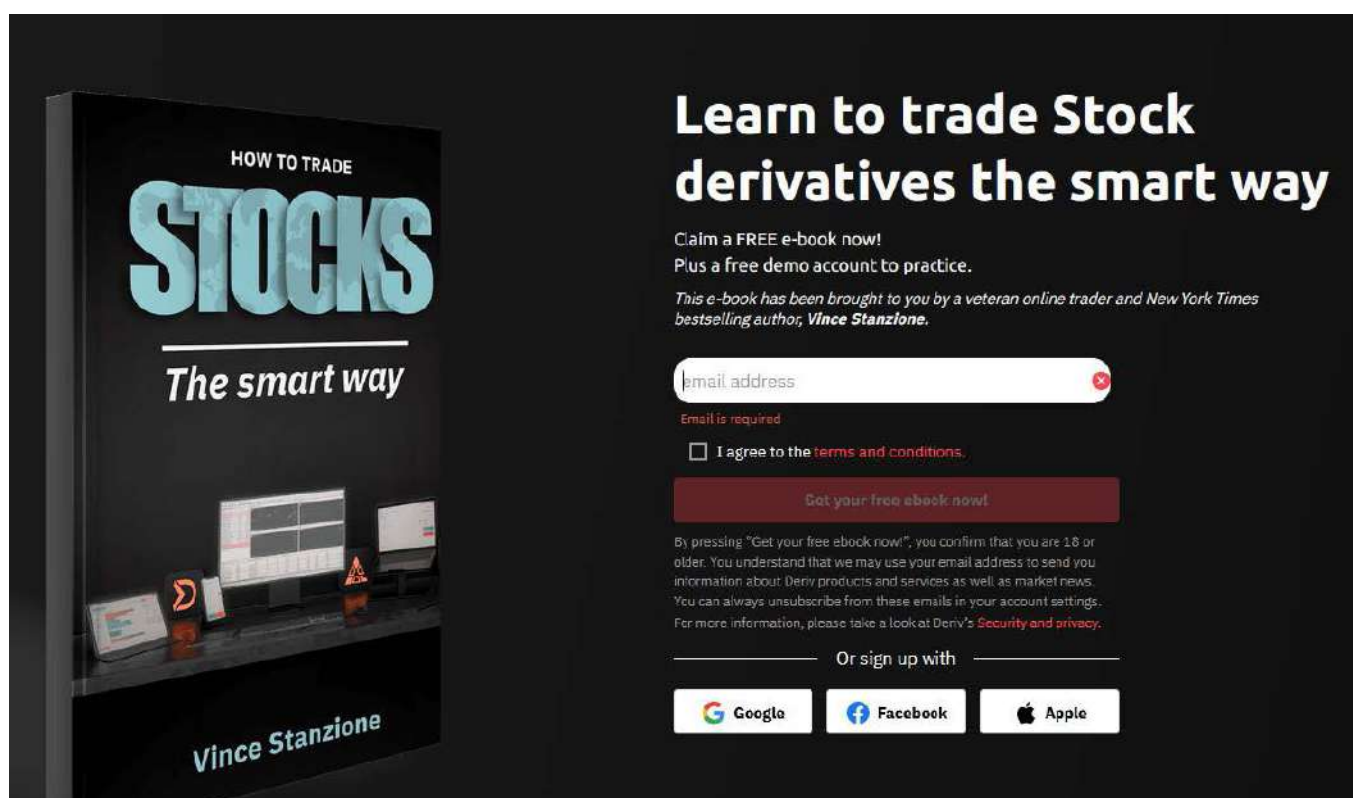 HOW TO TRADE
STOCKS
The smart way
Vince Stanzione
Learn to trade Stock
derivatives the smart way
Claim a FREE e-book now!
Plus a free demo account to practice.
This e-book has been brought to you by a veteran online trader and New York Times
bestselling author, Vince Stanzione.
email address
Email is required
I agree to the terms and conditions.
Get your free ebook now!
By pressing "Get your free ebook now!", you confirm that you are 18 or
older. You understand that we may use your email address to send you
information about Deriv products and services as well as market news.
You can always unsubscribe from these emails in your account settings.
For more information, please take a look at Deriv's Security and privacy.
Or sign up with
Google
Facebook
Apple